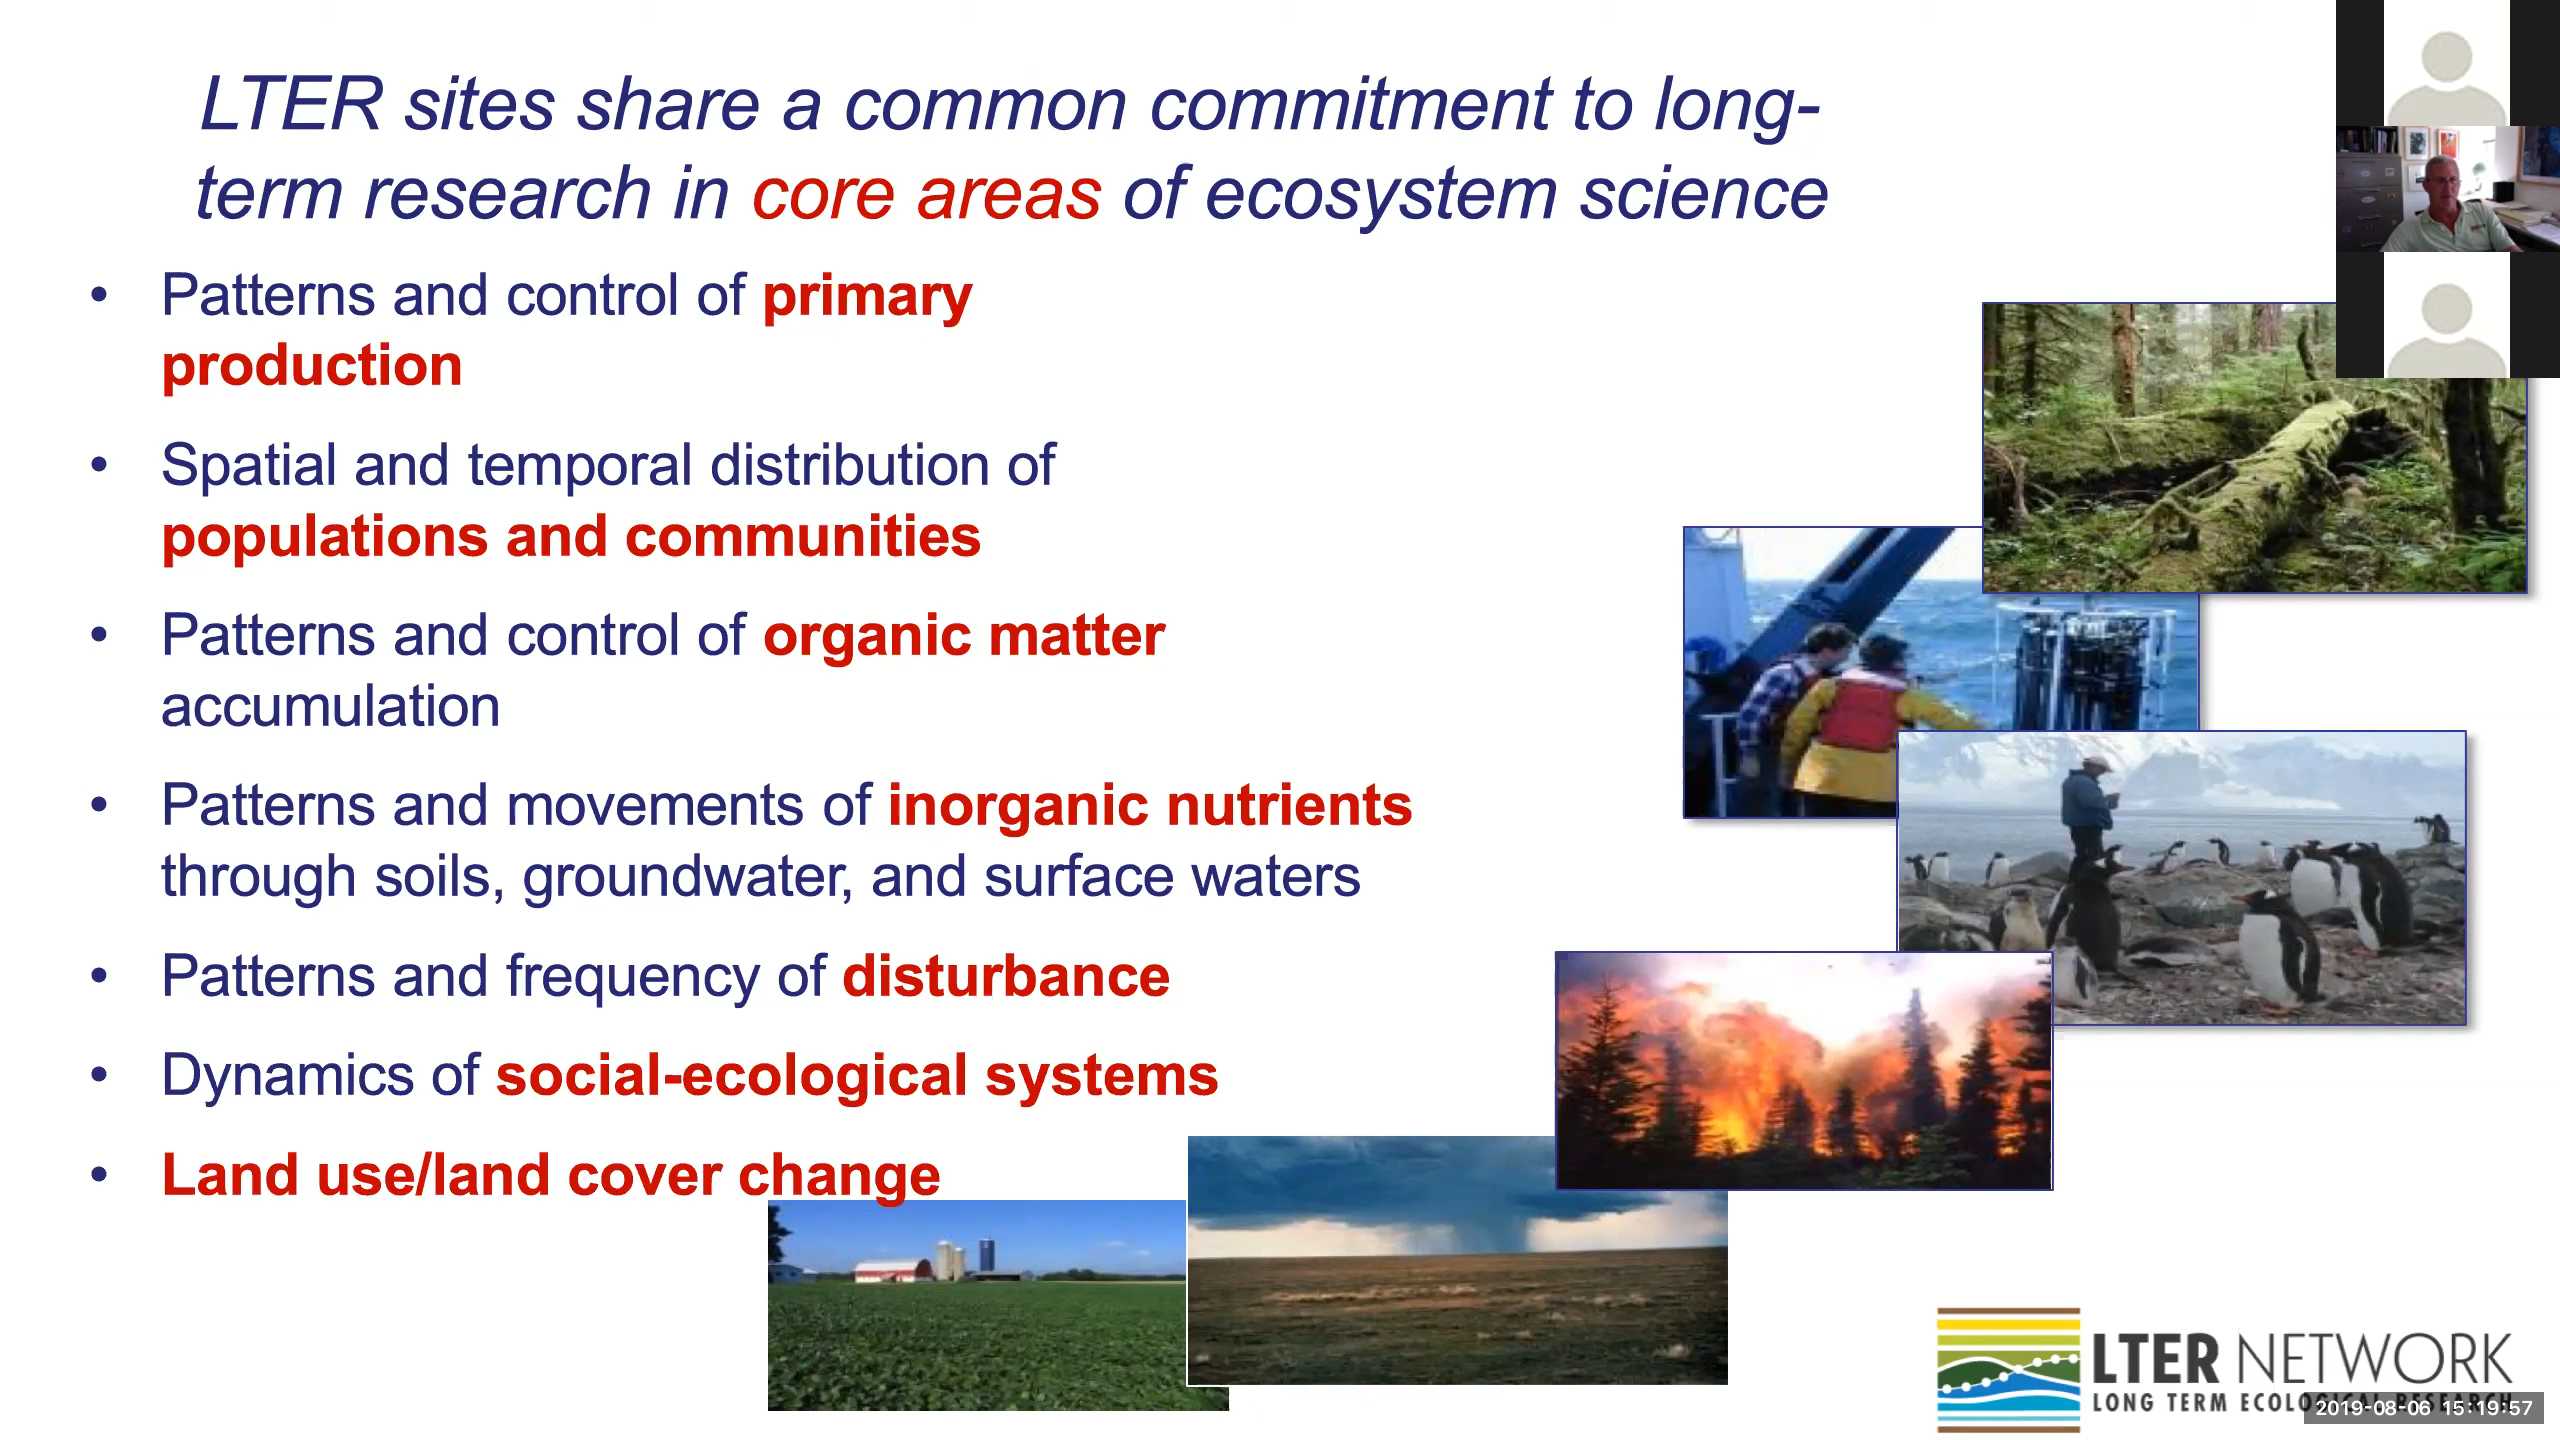 LTER sites share a common commitment to long-
term research in core areas of ecosystem science
• Patterns and control of primary
production
• Spatial and temporal distribution of
populations and communities
• Patterns and control of organic matter
accumulation
• Patterns and movements of inorganic nutrients
through soils, groundwater, and surface waters
• Patterns and frequency of disturbance
• Dynamics of social-ecological systems
• Land use/land cover change
LTER NETWORK
LONG TERM ECOLOGICAL RESEARCH
2019-08-06 15:19:57